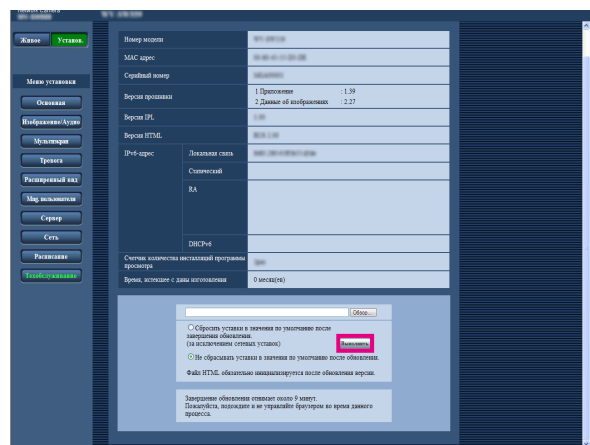 Живое Установ.
Меню установки
Основная
Изображение/Аудио
Мультиэкран
Тревога
Расширенный вид
Сервер
Сеть
Расписание
Техобслуживание
Номер модели
MAC адрес
Серийный номер
Версия прошивки
1 Приложение : 1.39
2 Данные об изображениях : 2.27
Версия IPL
Версия HTML
IPv6-адрес Локальная связь
Статический
RA
DHCPv6
Счетчик количества инсталляций программы
просмотра
Время, истекшее с даты изготовления 0 месяц(ев)
Обзор...
Сбросить уставки в значения по умолчанию после
завершения обновления.
(за исключением сетевых уставок) Выполнить
Не сбрасывать уставки в значения по умолчанию после обновления.
Файл HTML обязательно инициализируется после обновления версии.
Завершение обновления отнимает около 9 минут.
Пожалуйста, подождите и не управляйте браузером во время данного
процесса.